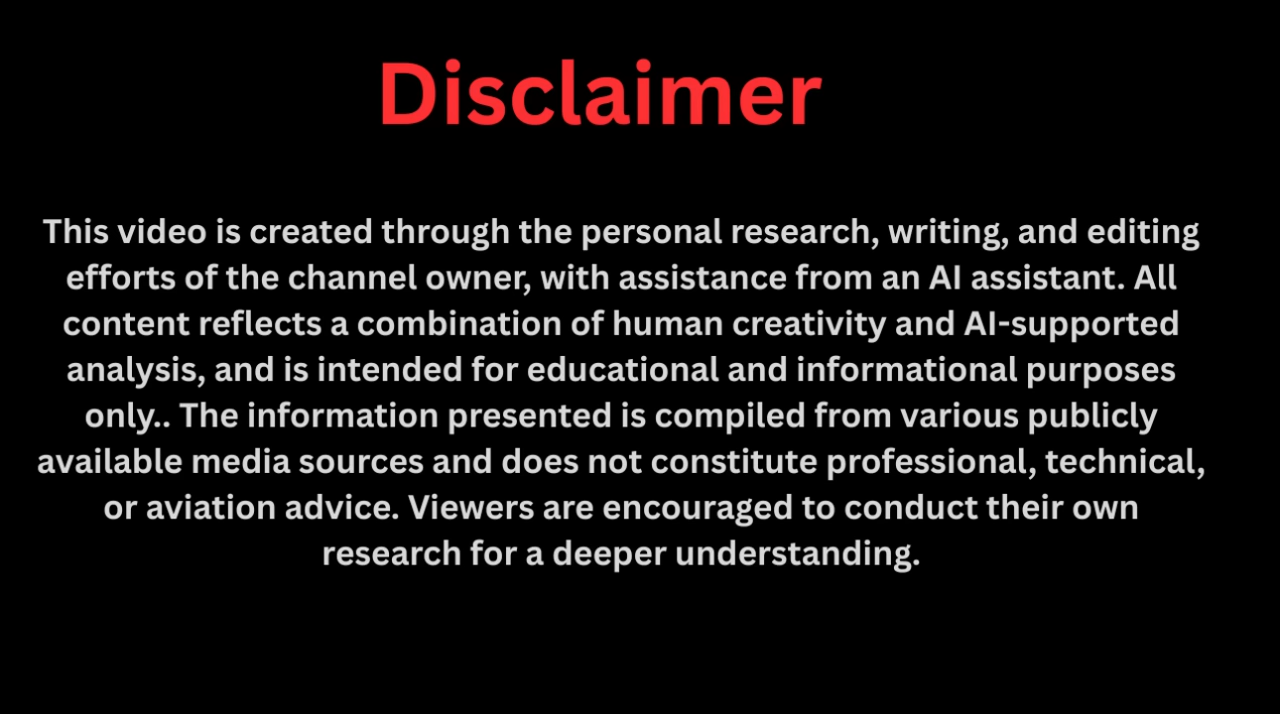 Disclaimer
This video is created through the personal research, writing, and editing
efforts of the channel owner, with assistance from an AI assistant. All
content reflects a combination of human creativity and AI-supported
analysis, and is intended for educational and informational purposes
only.. The information presented is compiled from various publicly
available media sources and does not constitute professional, technical,
or aviation advice. Viewers are encouraged to conduct their own
research for a deeper understanding.